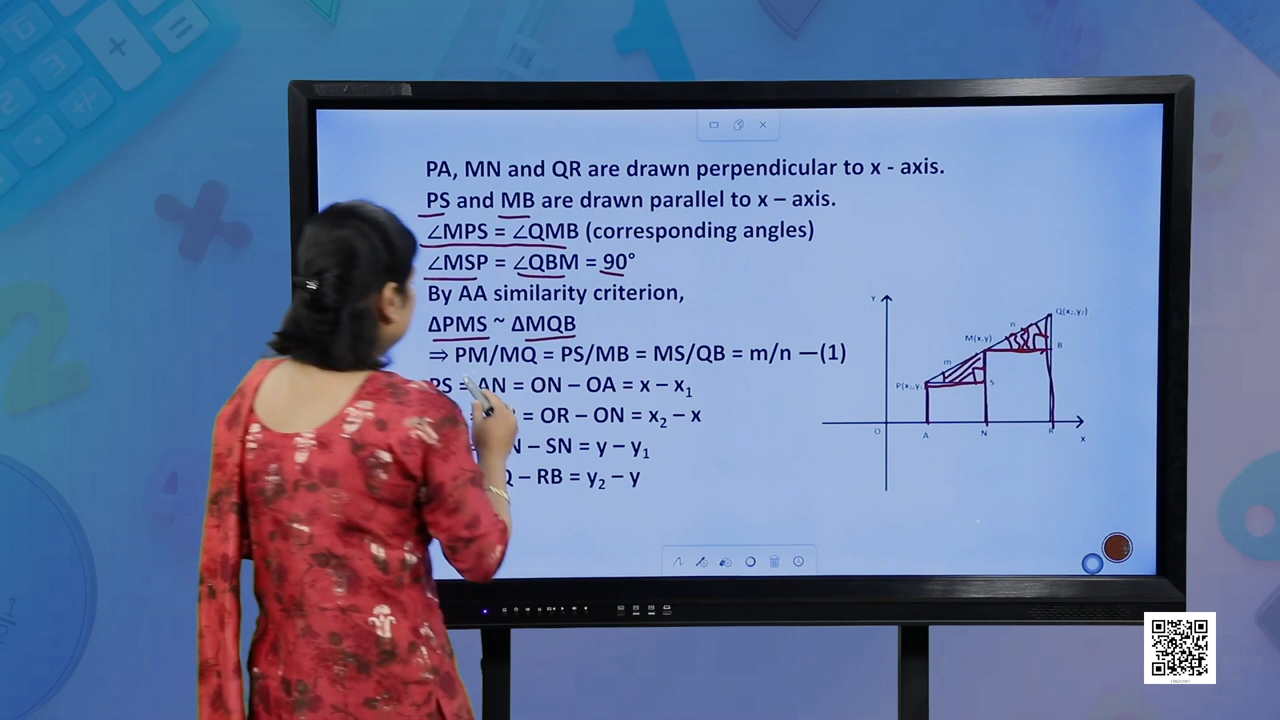 PA, MN and QR are drawn perpendicular to x - axis.
PS and MB are drawn parallel to x – axis.
∠MPS = ∠QMB (corresponding angles)
∠MSP = ∠QBM = 90°
By AA similarity criterion,
ΔPMS ~ ΔMQB
⇒ PM/MQ = PS/MB = MS/QB = m/n —(1)
PS = AN = ON – OA = x – x₁
= OR – ON = x₂ – x
N – SN = y – y₁
Q – RB = y₂ – y
Y
Q(x₂,y₂)
n
M(x,y)
B
m
P(x₁,y₁
S
O
A
N
R
X